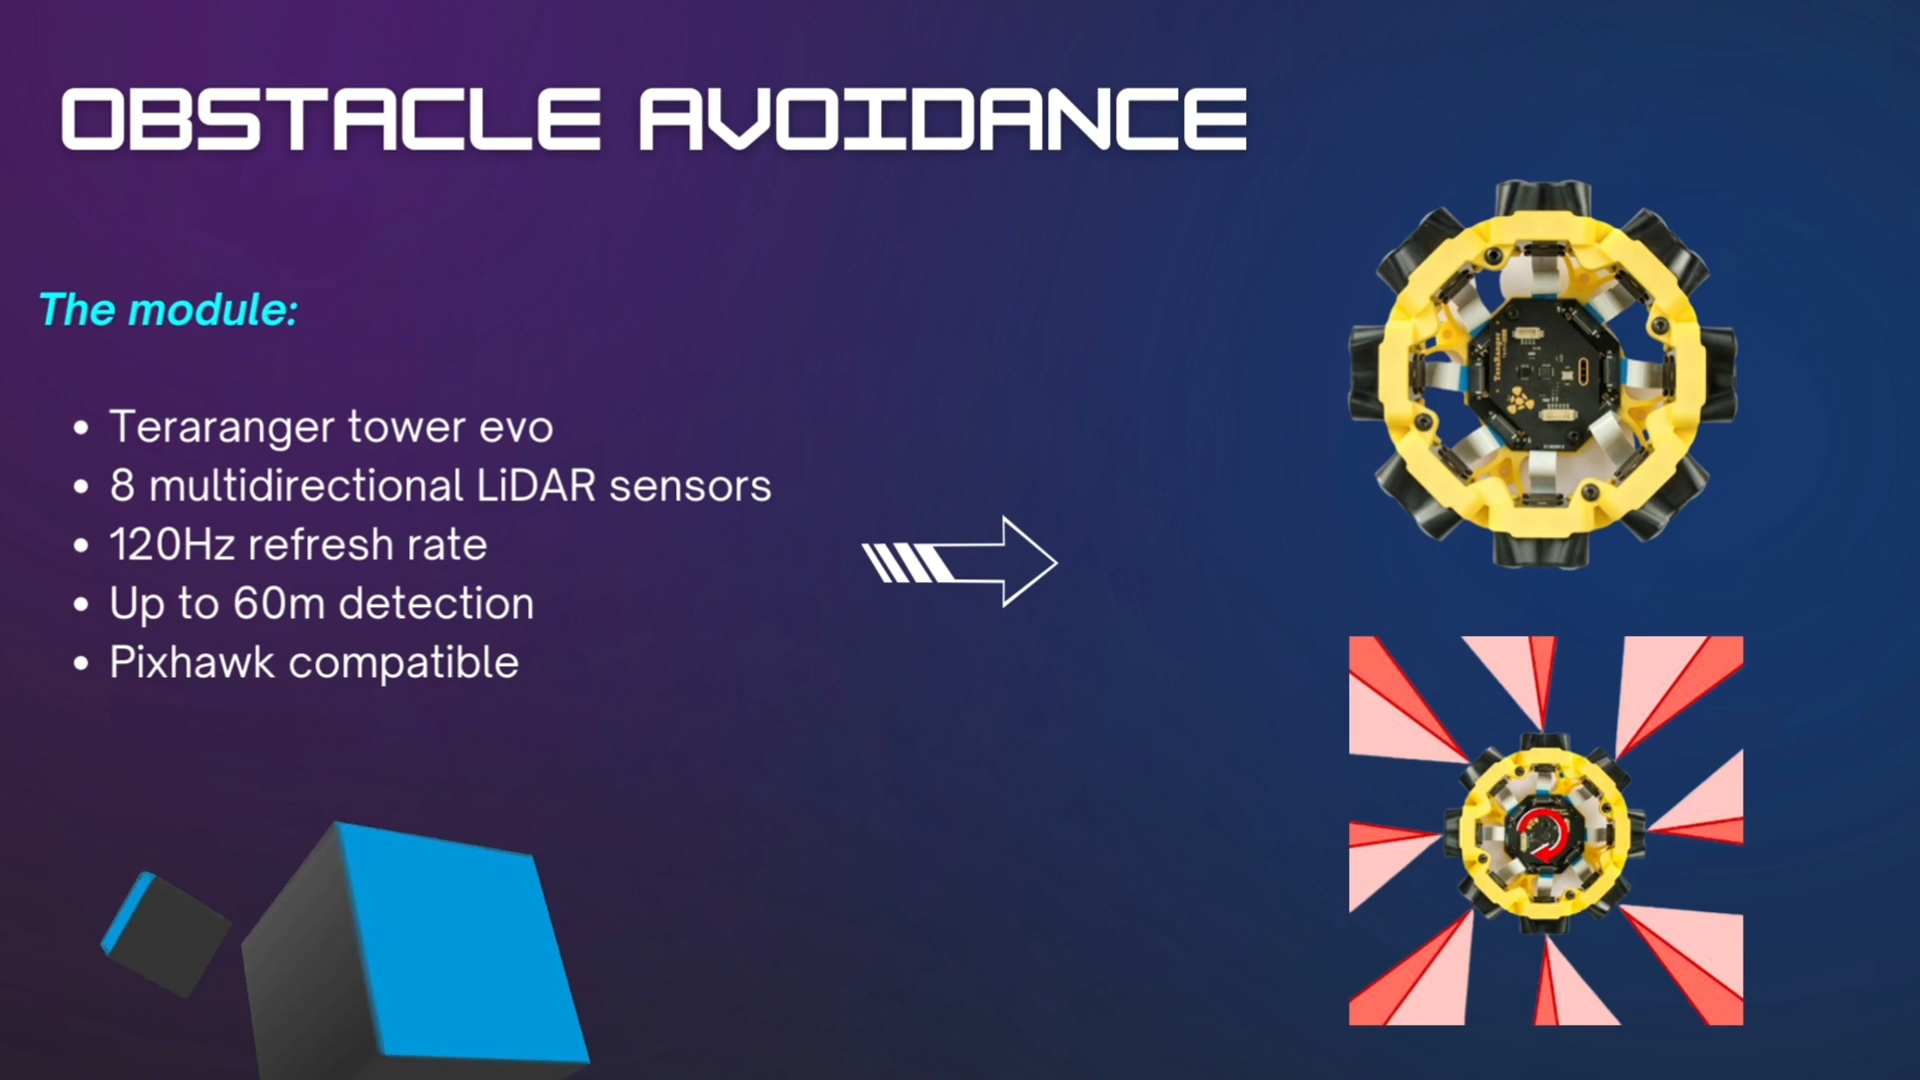 OBSTACLE AVOIDANCE
The module:
• Teraranger tower evo
• 8 multidirectional LiDAR sensors
• 120Hz refresh rate
• Up to 60m detection
• Pixhawk compatible
TeraRanger